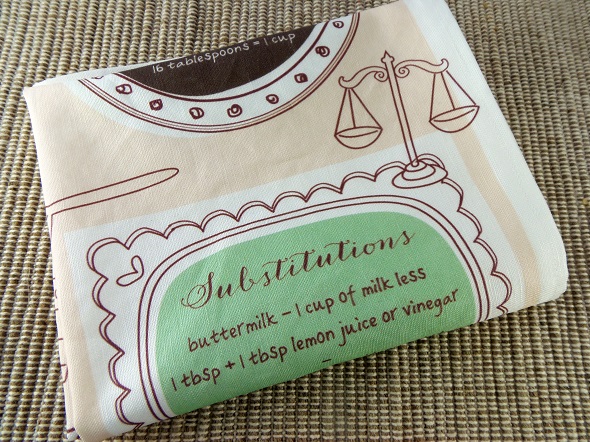 16 tablespoons = 1 cup
Substitutions
buttermilk - 1 cup of milk less
1 tbsp + 1 tbsp lemon juice or vinegar